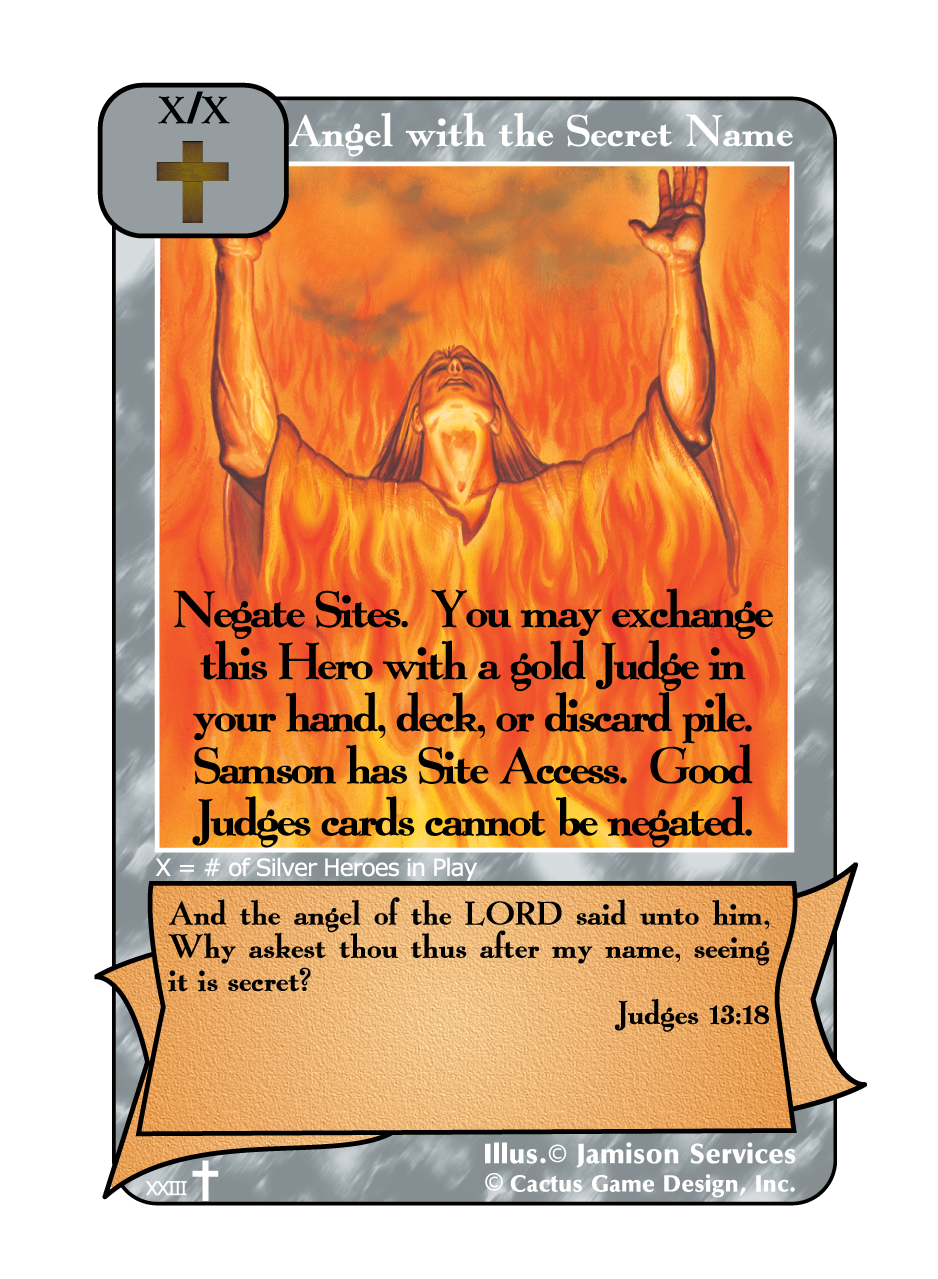 X/X
Angel with the Secret Name
Negate Sites. You may exchange
this Hero with a gold Judge in
your hand, deck, or discard pile.
Samson has Site Access. Good
Judges cards cannot be negated.
X = # of Silver Heroes in Play
And the angel of the LORD said unto him,
Why askest thou thus after my name, seeing
it is secret?
Judges 13:18
Illus.© Jamison Services
© Cactus Game Design, Inc.
XXIII